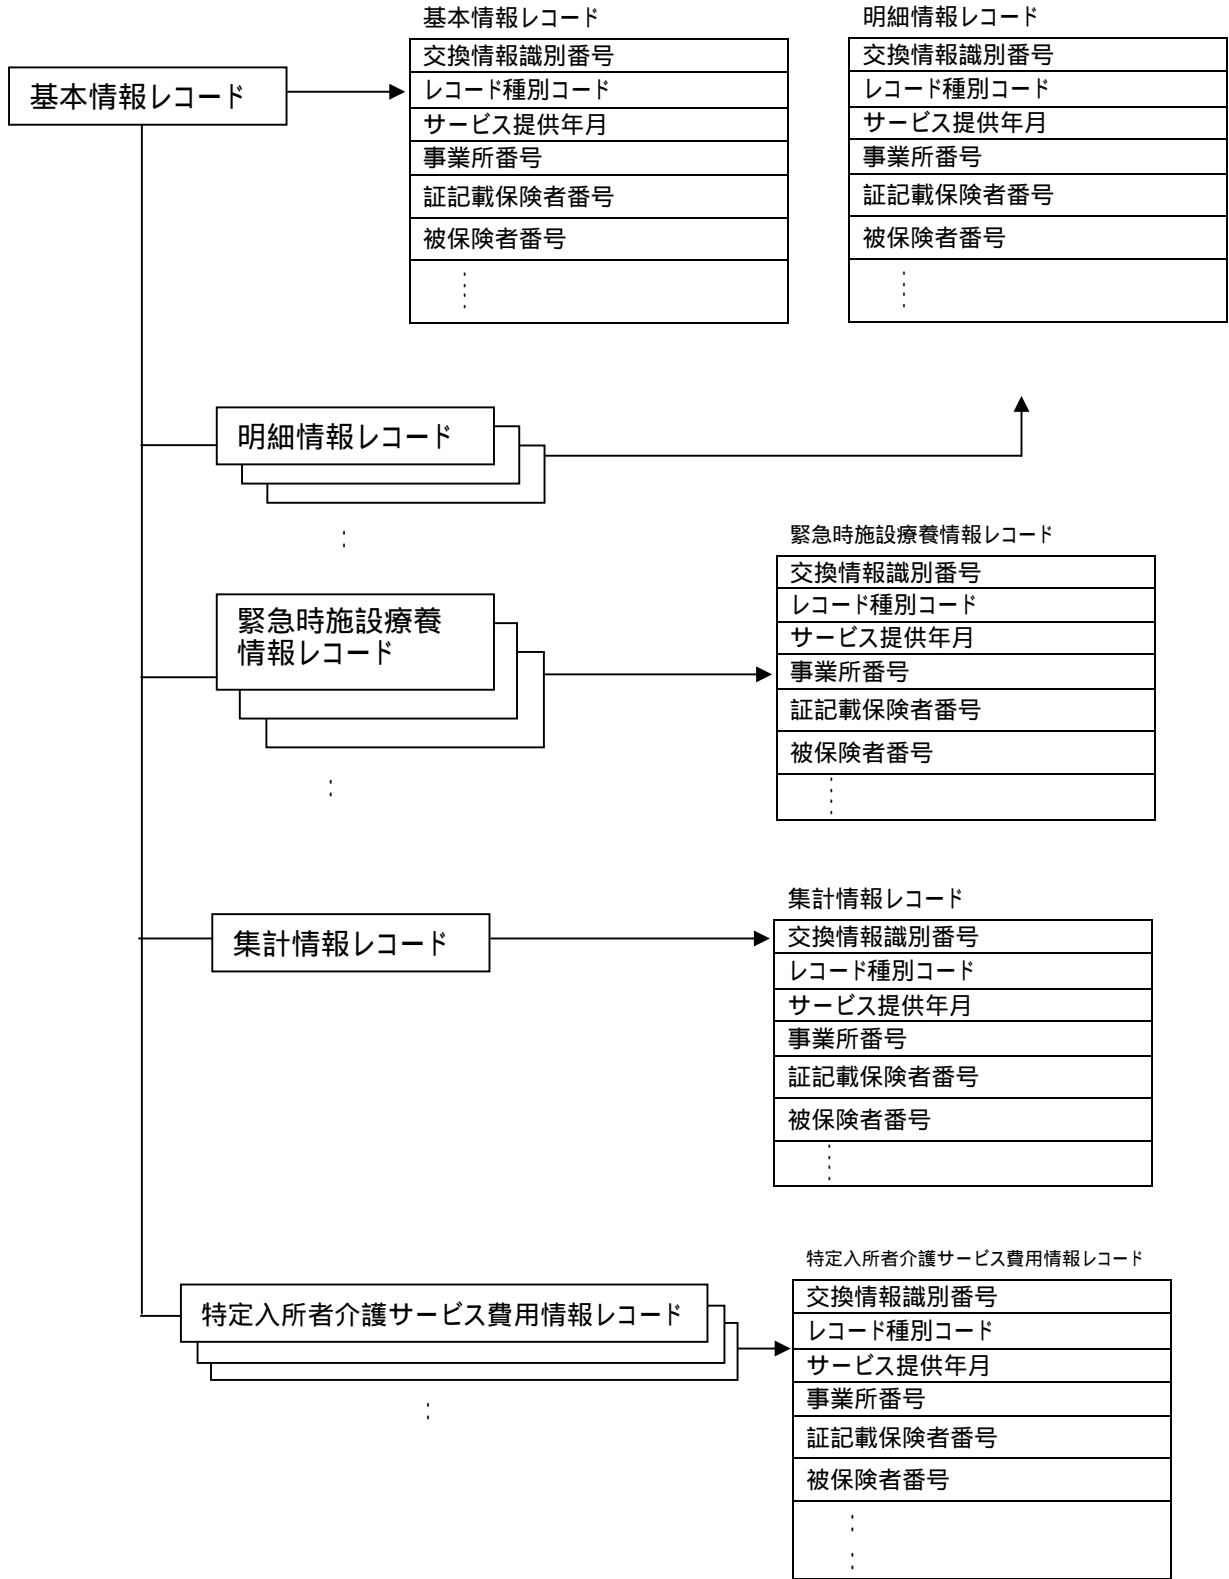 基本情報レコード
基本情報レコード
交換情報識別番号
レコード種別コード
サービス提供年月
事業所番号
証記載保険者番号
被保険者番号
明細情報レコード
交換情報識別番号
レコード種別コード
サービス提供年月
事業所番号
証記載保険者番号
被保険者番号
明細情報レコード
緊急時施設療養
情報レコード
緊急時施設療養情報レコード
交換情報識別番号
レコード種別コード
サービス提供年月
事業所番号
証記載保険者番号
被保険者番号
集計情報レコード
集計情報レコード
交換情報識別番号
レコード種別コード
サービス提供年月
事業所番号
証記載保険者番号
被保険者番号
特定入所者介護サービス費用情報レコード
特定入所者介護サービス費用情報レコード
交換情報識別番号
レコード種別コード
サービス提供年月
事業所番号
証記載保険者番号
被保険者番号